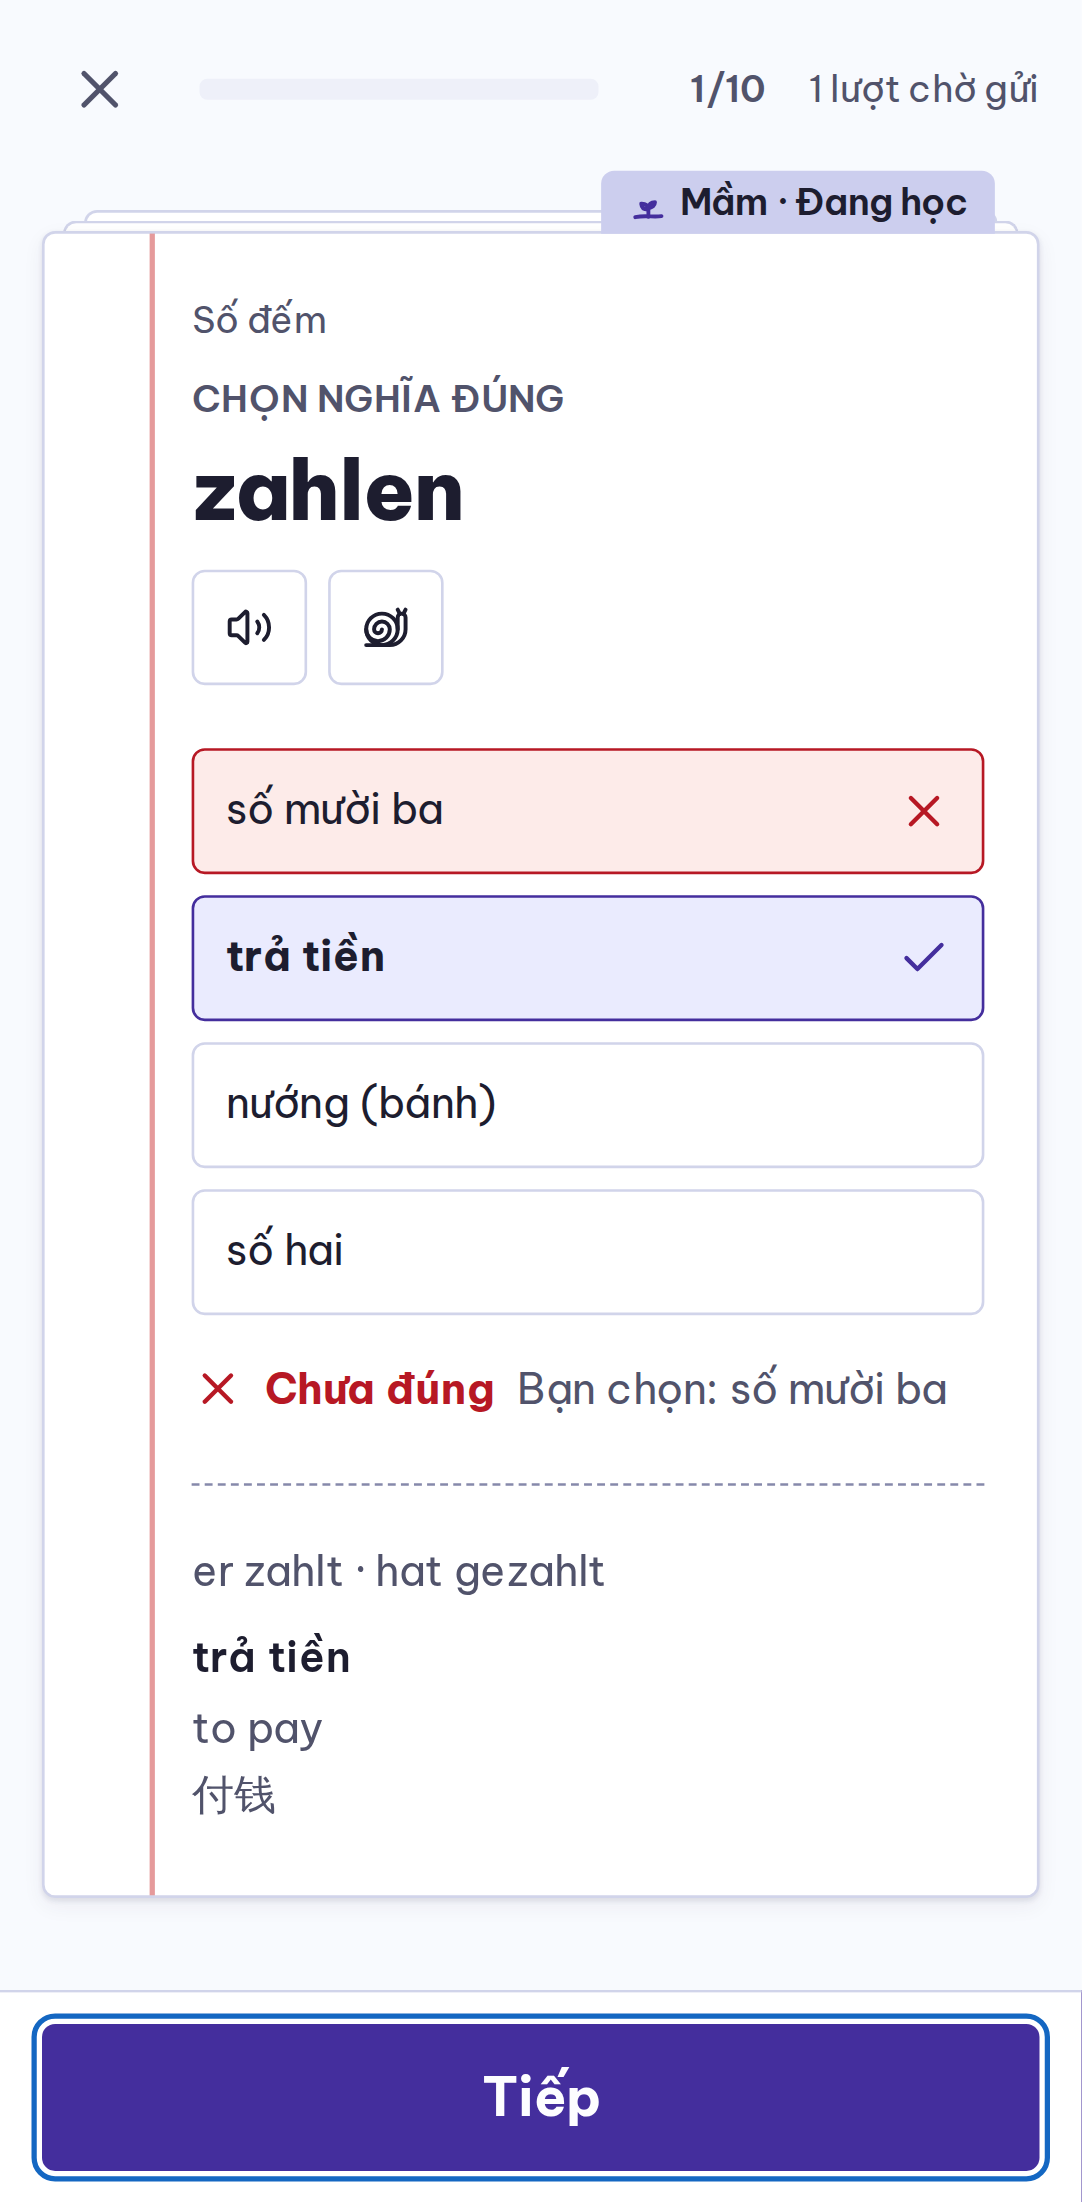 1/10 1 lượt chờ gửi
Mầm · Đang học
Số đếm
CHỌN NGHĨA ĐÚNG
zahlen
số mười ba
trả tiền
nướng (bánh)
số hai
Chưa đúng Bạn chọn: số mười ba
er zahlt · hat gezahlt
trả tiền
to pay
付钱
Tiếp